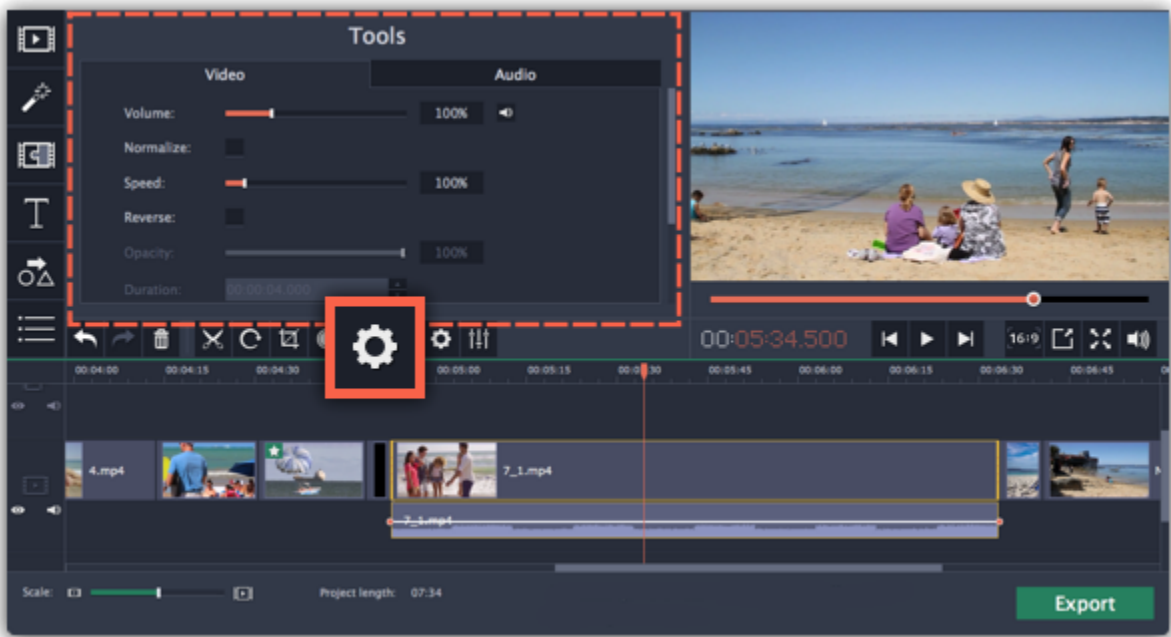 Tools
Video Audio
Volume: 100%
Normalize:
Speed: 100%
Reverse:
Opacity: 100%
Duration: 00:00:04.000
T
00:05:34.500 16:9
00:04:00 00:04:15 00:04:30 00:05:00 00:05:15 00:05:45 00:06:00 00:06:15 00:06:30 00:06:45
4.mp4 7_1.mp4
7_1.mp4
Scale: Project length: 07:34
Export